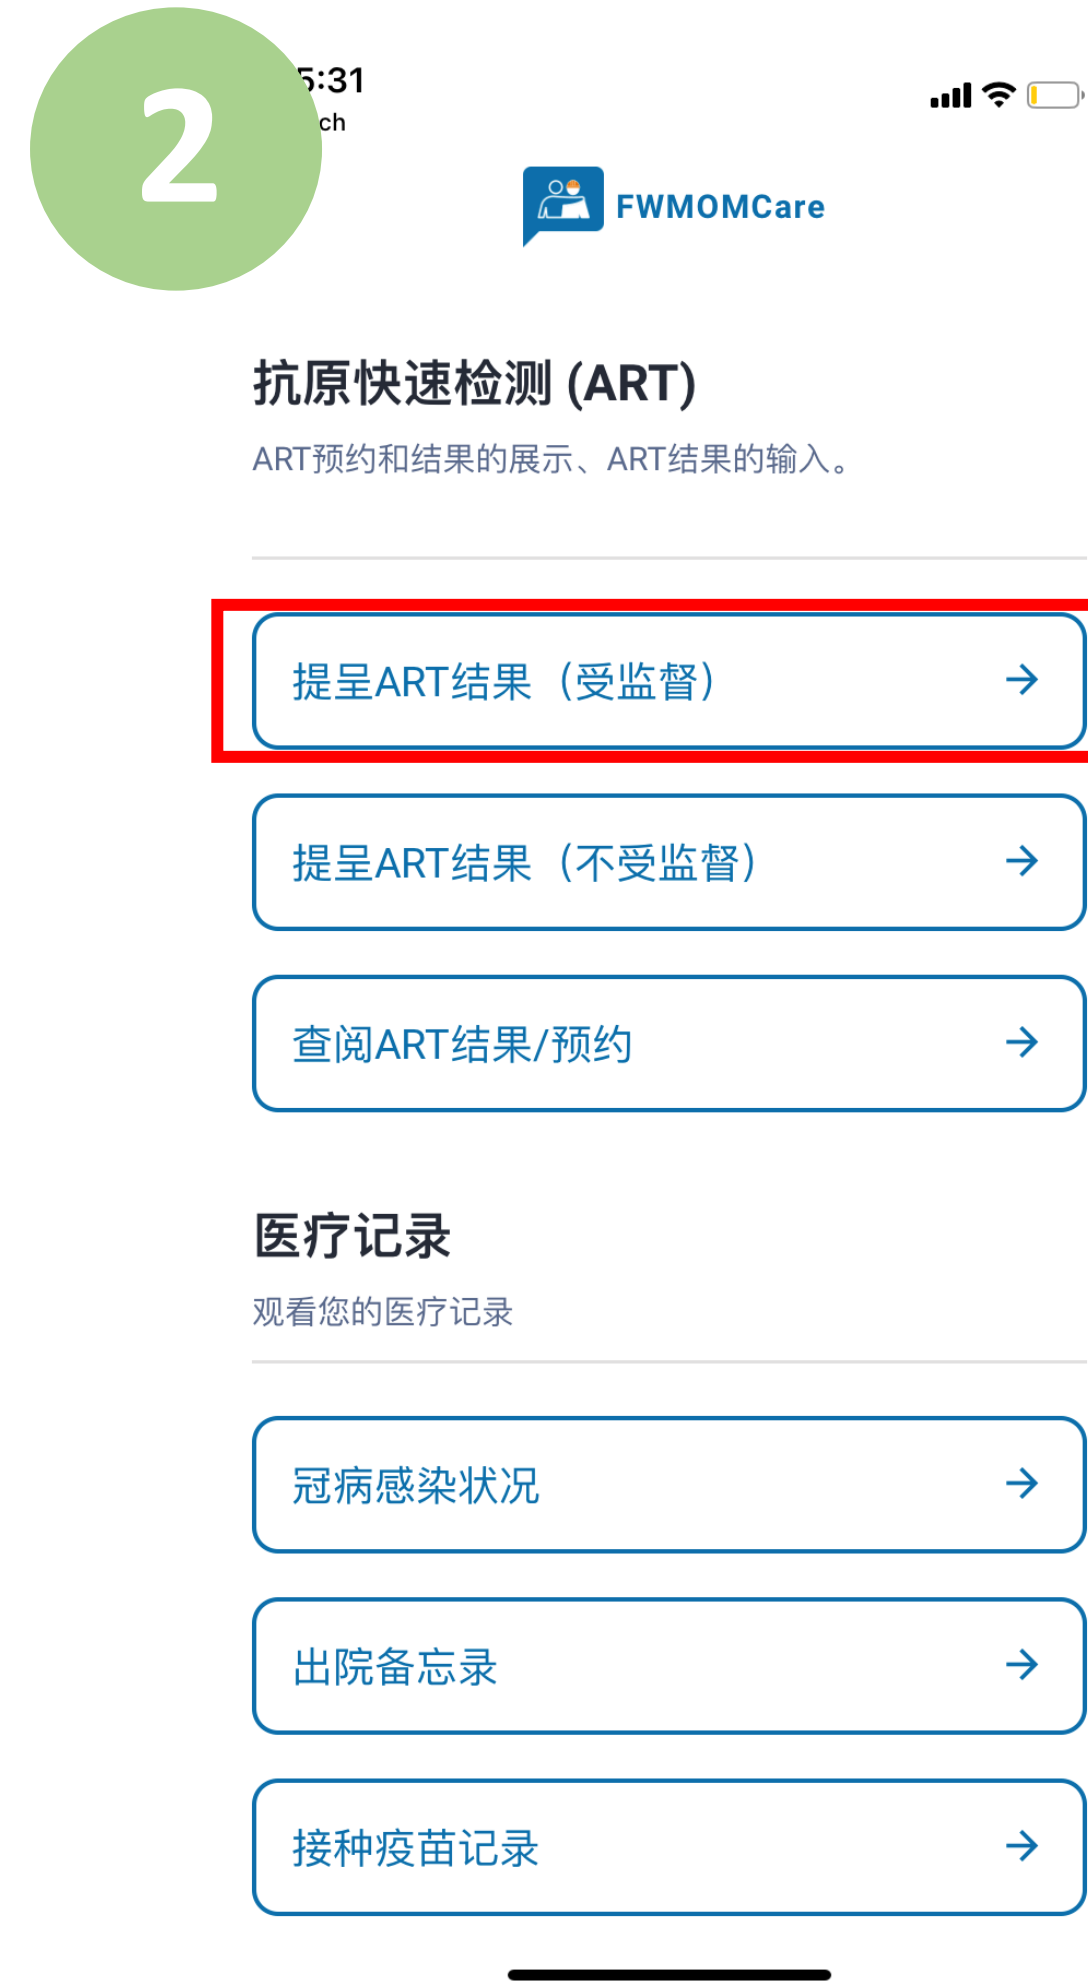 2
5:31
ch
FWMOMCare
抗原快速检测 (ART)
ART预约和结果的展示、ART结果的输入。
提呈ART结果（受监督）
提呈ART结果（不受监督）
查阅ART结果/预约
医疗记录
观看您的医疗记录
冠病感染状况
出院备忘录
接种疫苗记录